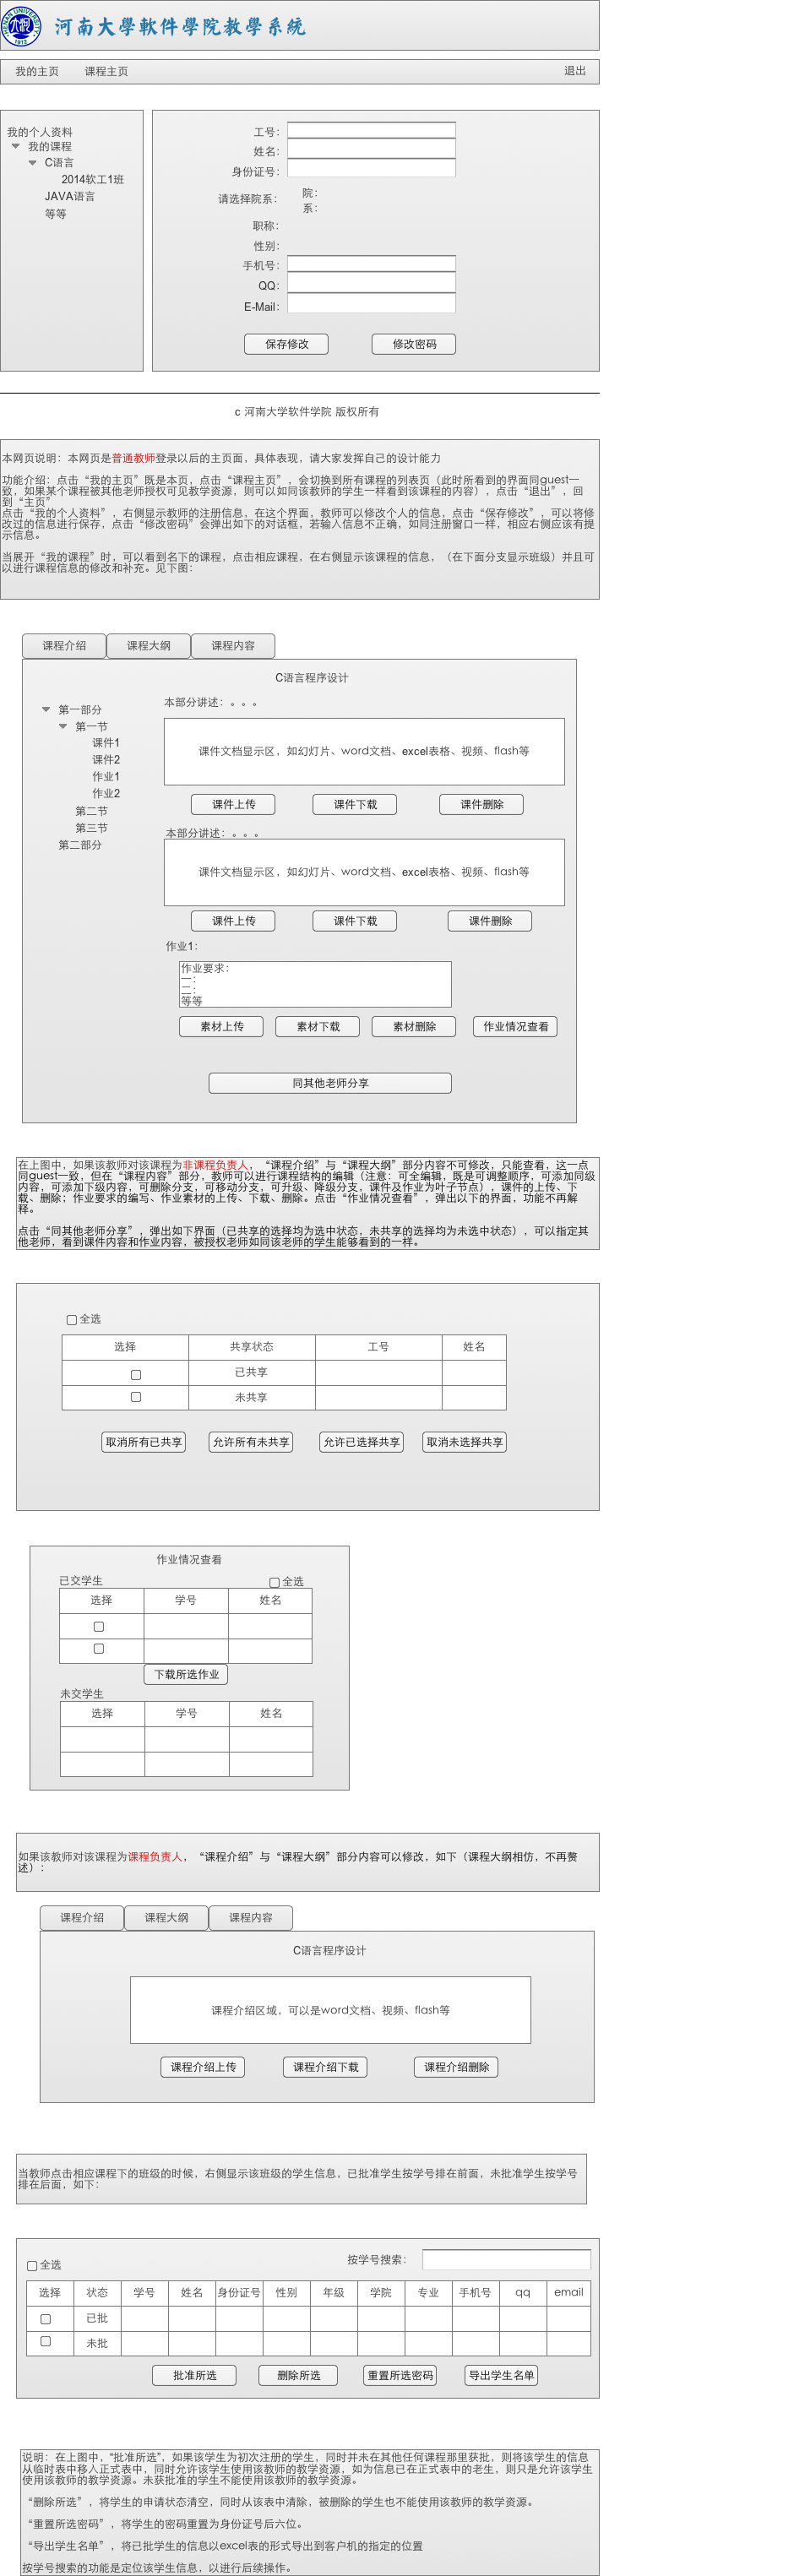 河南大學軟件學院教學系統
我的主页 课程主页 退出
我的个人资料
我的课程
C语言
2014软工1班
JAVA语言
等等
工号：
姓名：
身份证号：
请选择院系： 院：
系：
职称：
性别：
手机号：
QQ：
E-Mail：
保存修改 修改密码
c 河南大学软件学院 版权所有
本网页说明：本网页是普通教师登录以后的主页面，具体表现，请大家发挥自己的设计能力
功能介绍：点击“我的主页”既是本页，点击“课程主页”，会切换到所有课程的列表页（此时所看到的界面同guest一
致，如果某个课程被其他老师授权可见教学资源，则可以如同该教师的学生一样看到该课程的内容），点击“退出”，回
到“主页”
点击“我的个人资料”，右侧显示教师的注册信息，在这个界面，教师可以修改个人的信息，点击“保存修改”，可以将修
改过的信息进行保存，点击“修改密码”会弹出如下的对话框，若输入信息不正确，如同注册窗口一样，相应右侧应该有提
示信息。
当展开“我的课程”时，可以看到名下的课程，点击相应课程，在右侧显示该课程的信息，（在下面分支显示班级）并且可
以进行课程信息的修改和补充。见下图：
课程介绍 课程大纲 课程内容
C语言程序设计
第一部分
第一节
课件1
课件2
作业1
作业2
第二节
第三节
第二部分
本部分讲述：。。。
课件文档显示区，如幻灯片、word文档、excel表格、视频、flash等
课件上传 课件下载 课件删除
本部分讲述：。。。
课件文档显示区，如幻灯片、word文档、excel表格、视频、flash等
课件上传 课件下载 课件删除
作业1：
作业要求：
一：
二：
等等
素材上传 素材下载 素材删除 作业情况查看
同其他老师分享
在上图中，如果该教师对该课程为非课程负责人，“课程介绍”与“课程大纲”部分内容不可修改，只能查看，这一点
同guest一致，但在“课程内容”部分，教师可以进行课程结构的编辑（注意：可全编辑，既是可调整顺序，可添加同级
内容，可添加下级内容，可删除分支，可移动分支，可升级、降级分支，课件及作业为叶子节点），课件的上传、下
载、删除；作业要求的编写、作业素材的上传、下载、删除。点击“作业情况查看”，弹出以下的界面，功能不再解
释。
点击“同其他老师分享”，弹出如下界面（已共享的选择均为选中状态，未共享的选择均为未选中状态），可以指定其
他老师，看到课件内容和作业内容，被授权老师如同该老师的学生能够看到的一样。
全选
选择 共享状态 工号 姓名
已共享
未共享
取消所有已共享 允许所有未共享 允许已选择共享 取消未选择共享
作业情况查看
已交学生 全选
选择 学号 姓名
下载所选作业
未交学生
选择 学号 姓名
如果该教师对该课程为课程负责人，“课程介绍”与“课程大纲”部分内容可以修改，如下（课程大纲相仿，不再赘
述）：
课程介绍 课程大纲 课程内容
C语言程序设计
课程介绍区域，可以是word文档、视频、flash等
课程介绍上传 课程介绍下载 课程介绍删除
当教师点击相应课程下的班级的时候，右侧显示该班级的学生信息，已批准学生按学号排在前面，未批准学生按学号
排在后面，如下：
全选 按学号搜索：
选择 状态 学号 姓名 身份证号 性别 年级 学院 专业 手机号 qq email
已批
未批
批准所选 删除所选 重置所选密码 导出学生名单
说明：在上图中，“批准所选”，如果该学生为初次注册的学生，同时并未在其他任何课程那里获批，则将该学生的信息
从临时表中移入正式表中，同时允许该学生使用该教师的教学资源，如为信息已在正式表中的老生，则只是允许该学生
使用该教师的教学资源。未获批准的学生不能使用该教师的教学资源。
“删除所选”，将学生的申请状态清空，同时从该表中清除，被删除的学生也不能使用该教师的教学资源。
“重置所选密码”，将学生的密码重置为身份证号后六位。
“导出学生名单”，将已批学生的信息以excel表的形式导出到客户机的指定的位置
按学号搜索的功能是定位该学生信息，以进行后续操作。